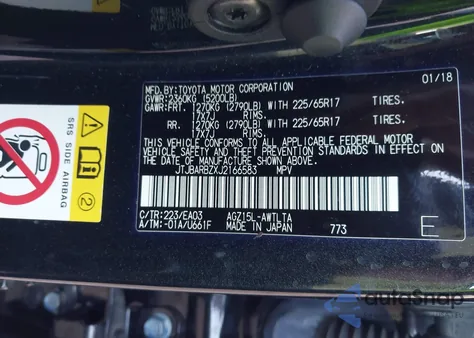 MFD.BY:TOYOTA MOTOR CORPORATION 01/18
GVWR:2360KG (5200LB)
GAWR:FRT. 1270KG (2790LB) WITH 225/65R17 TIRES.
17X7J RIMS.
RR. 1270KG (2790LB) WITH 225/65R17 TIRES.
17X7J RIMS.
THIS VEHICLE CONFORMS TO ALL APPLICABLE FEDERAL MOTOR
VEHICLE SAFETY AND THEFT PREVENTION STANDARDS IN EFFECT
ON THE DATE OF MANUFACTURE SHOWN ABOVE.
JTJBARBZXJ2166583 MPV
C/TR:223/EA03 AGZ15L-AWTLTA
A/TM:-01A/U661F MADE IN JAPAN 773 E
SRS SIDE AIRBAG
2
autoSnap